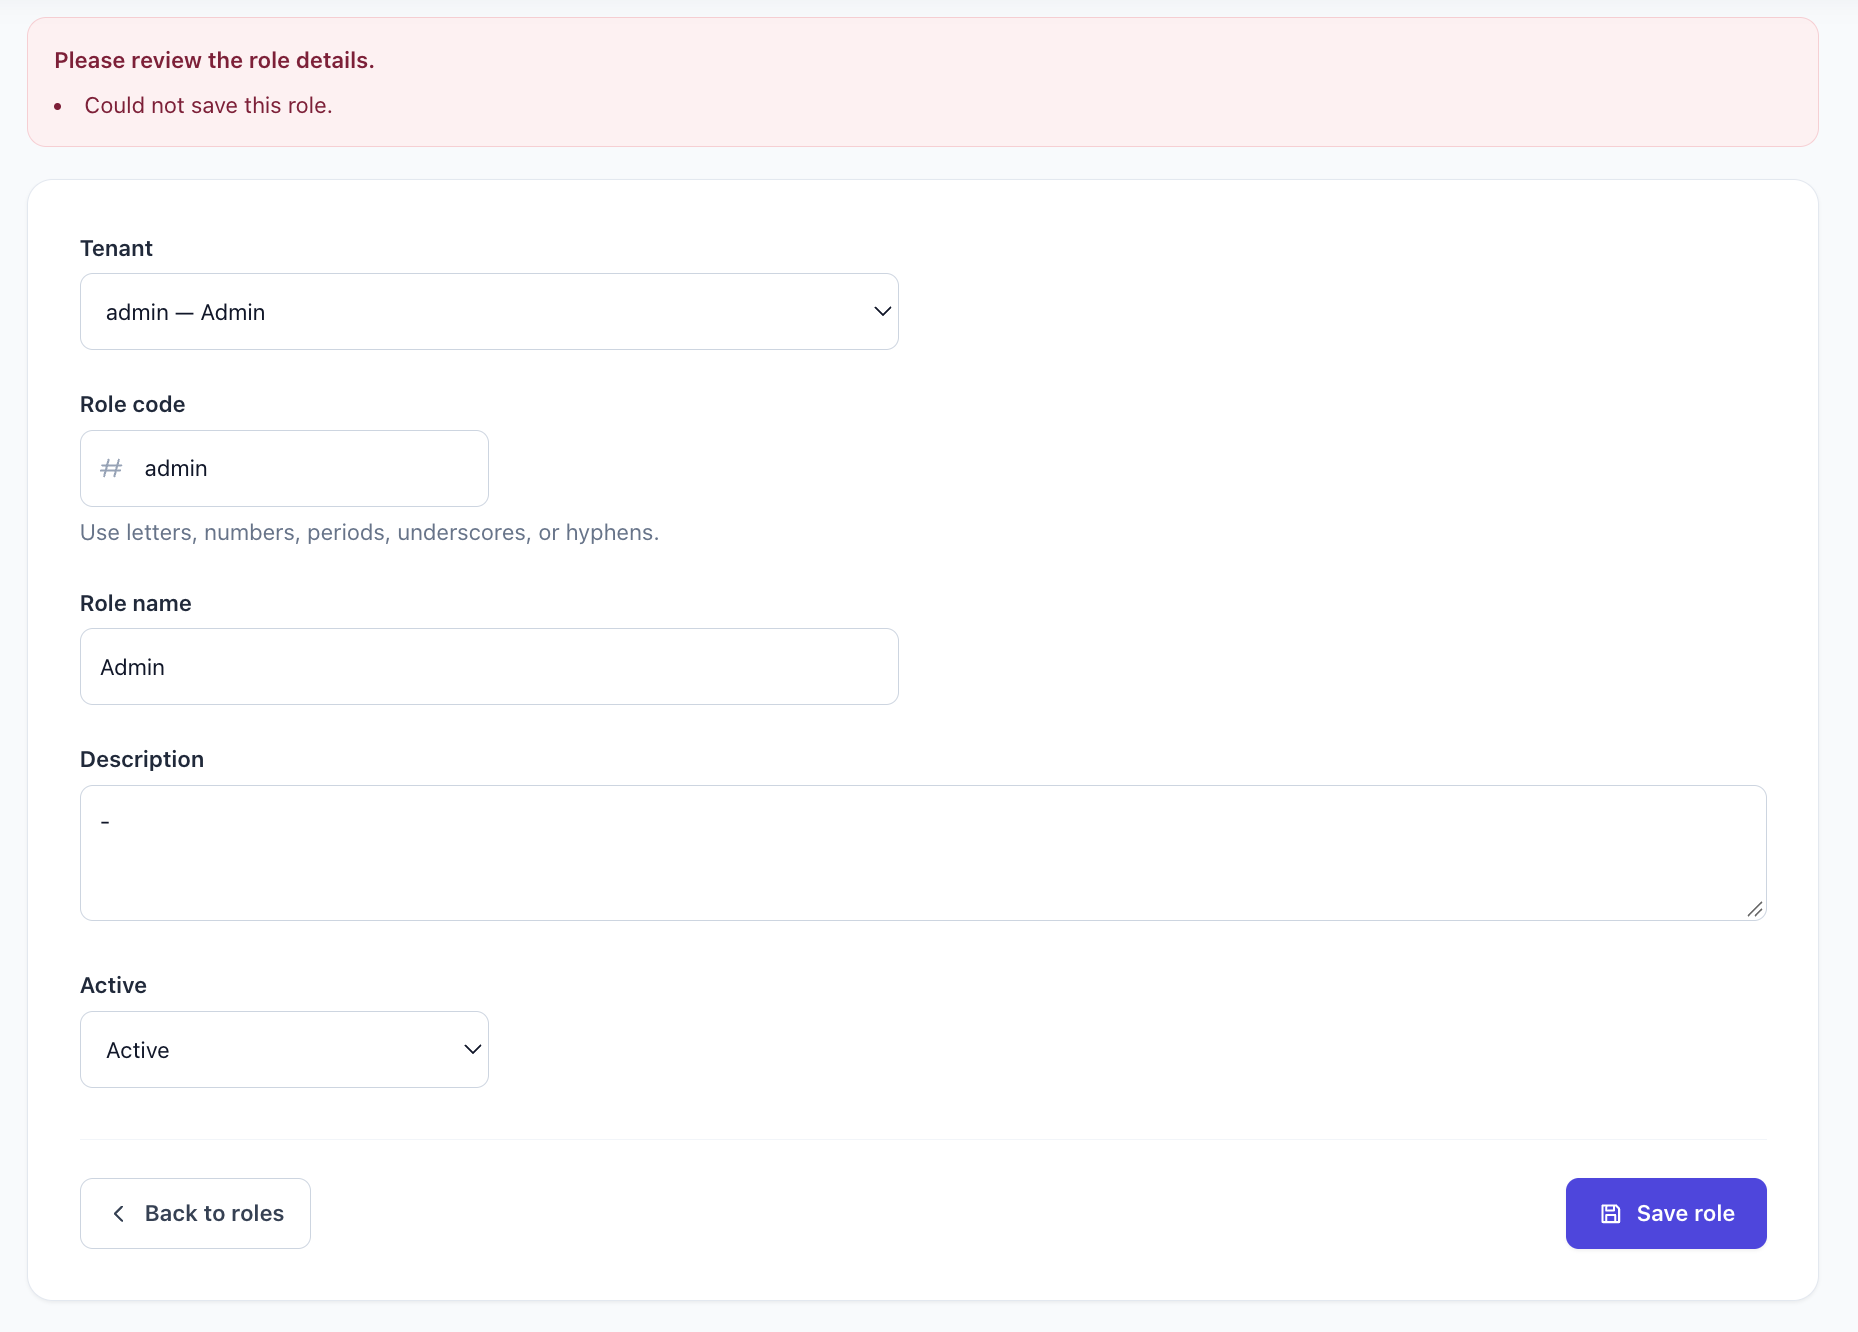 Please review the role details.
• Could not save this role.
Tenant
admin — Admin
Role code
# admin
Use letters, numbers, periods, underscores, or hyphens.
Role name
Admin
Description
-
Active
Active
Back to roles
Save role